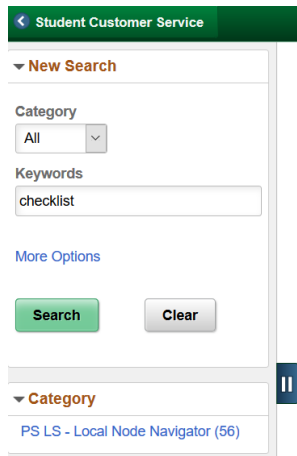 Student Customer Service
New Search
Category
All
Keywords
checklist
More Options
Search Clear
Category
PS LS - Local Node Navigator (56)